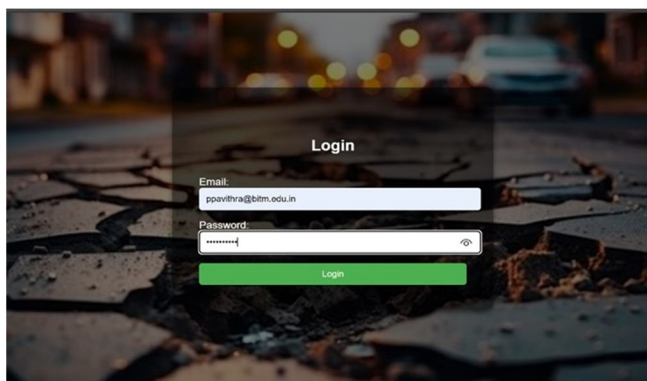 Login
Email:
ppavithra@bitm.edu.in
Password:
••••••••••
Login